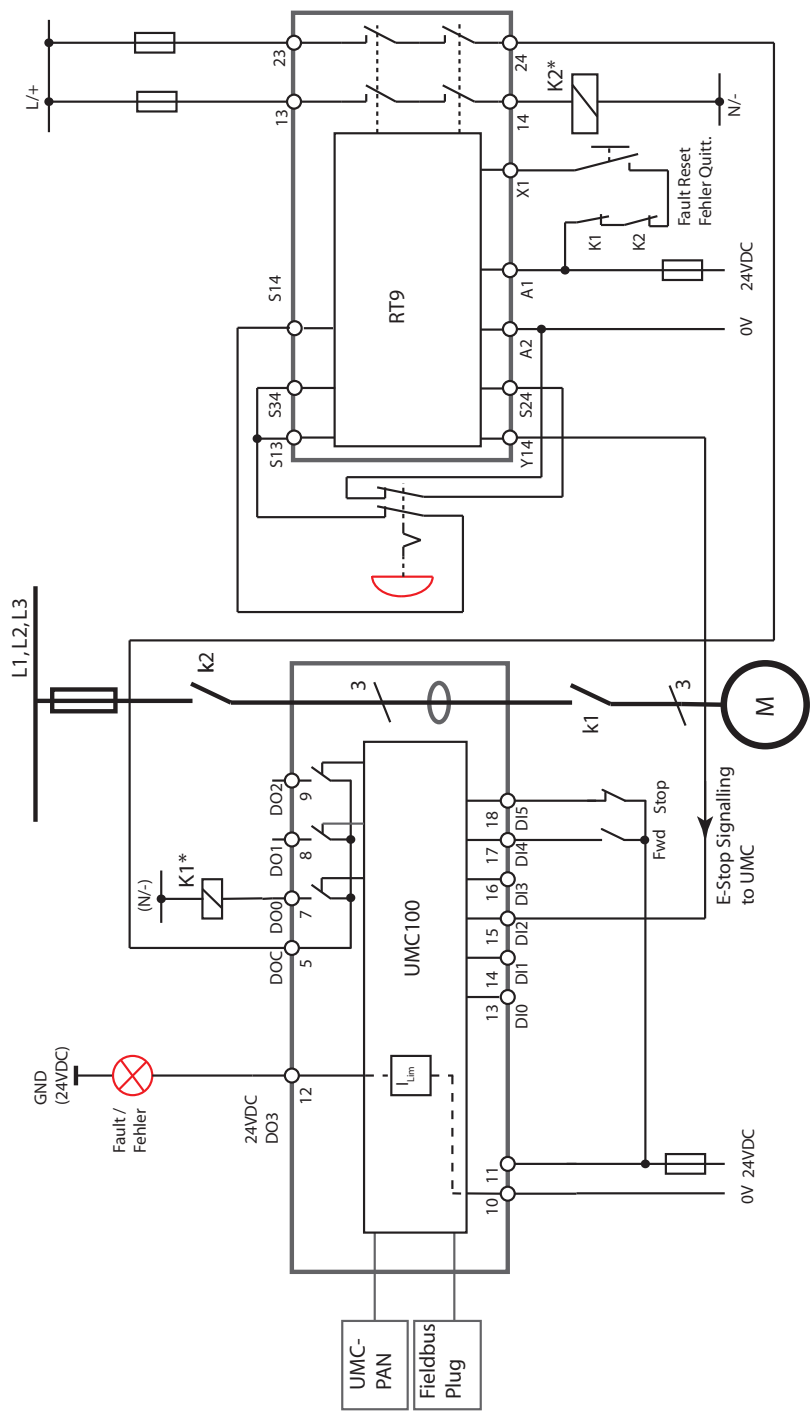 L1, L2, L3
L/+
GND
(24VDC)
Fault /
Fehler
24VDC
DO3
12
(N/-)
K1*
DOC
5
DO0
7
DO1
8
DO2
9
k2
3
UMC-
PAN
Fieldbus
Plug
UMC100
ILim
10
11
13
DI0
14
DI1
15
DI2
16
DI3
17
DI4
18
DI5
0V
24VDC
Fwd
Stop
k1
3
M
E-Stop Signalling
to UMC
S13
S34
S14
13
23
RT9
Y14
S24
A2
A1
X1
14
24
0V
24VDC
K1
K2
Fault Reset
Fehler Quitt.
K2*
N/-